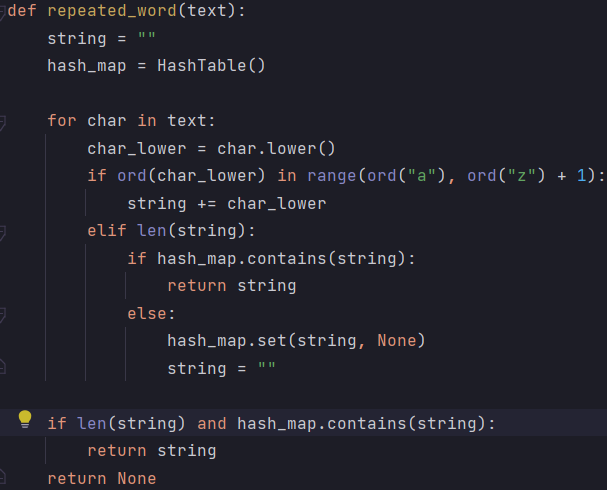 def repeated_word(text):
    string = ""
    hash_map = HashTable()

    for char in text:
        char_lower = char.lower()
        if ord(char_lower) in range(ord("a"), ord("z") + 1):
            string += char_lower
        elif len(string):
            if hash_map.contains(string):
                return string
            else:
                hash_map.set(string, None)
                string = ""

    if len(string) and hash_map.contains(string):
        return string
    return None